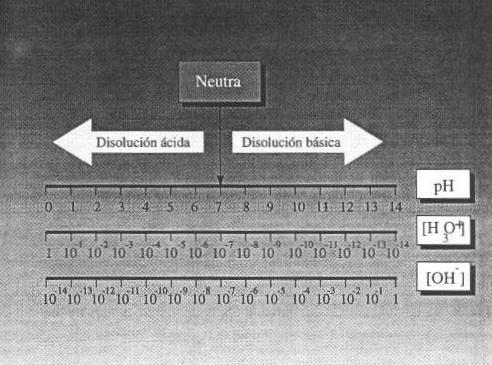 Neutra
Disolución ácida
Disolución básica
pH
0 1 2 3 4 5 6 7 8 9 10 11 12 13 14
[H₃O⁺]
1 10⁻¹ 10⁻² 10⁻³ 10⁻⁴ 10⁻⁵ 10⁻⁶ 10⁻⁷ 10⁻⁸ 10⁻⁹ 10⁻¹⁰ 10⁻¹¹ 10⁻¹² 10⁻¹³ 10⁻¹⁴
[OH⁻]
10⁻¹⁴ 10⁻¹³ 10⁻¹² 10⁻¹¹ 10⁻¹⁰ 10⁻⁹ 10⁻⁸ 10⁻⁷ 10⁻⁶ 10⁻⁵ 10⁻⁴ 10⁻³ 10⁻² 10⁻¹ 1